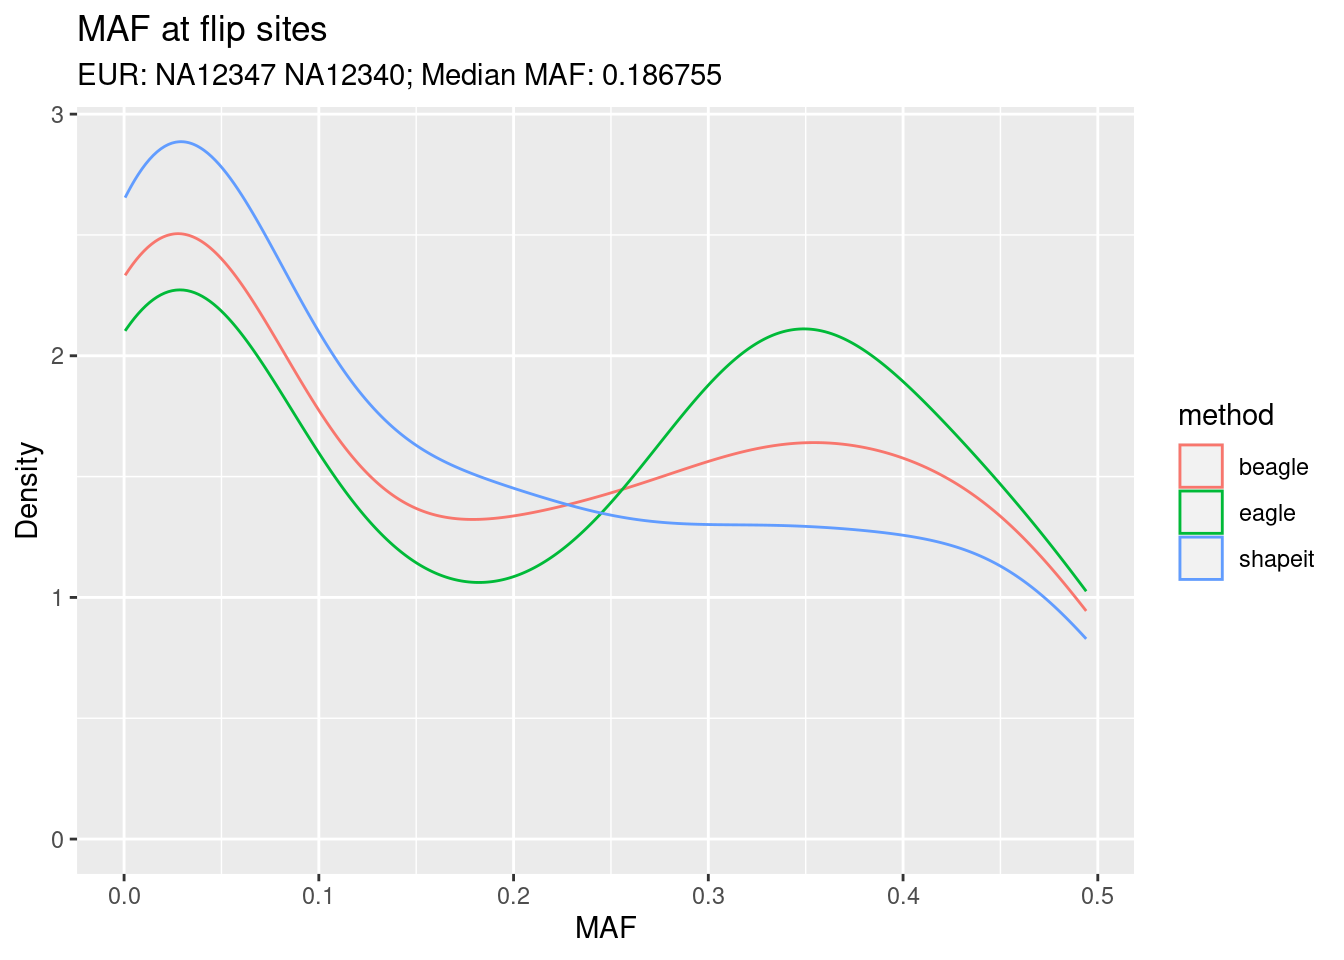 MAF at flip sites
EUR: NA12347 NA12340; Median MAF: 0.186755
3
2
1
0
Density
0.0 0.1 0.2 0.3 0.4 0.5
MAF
method
beagle
eagle
shapeit